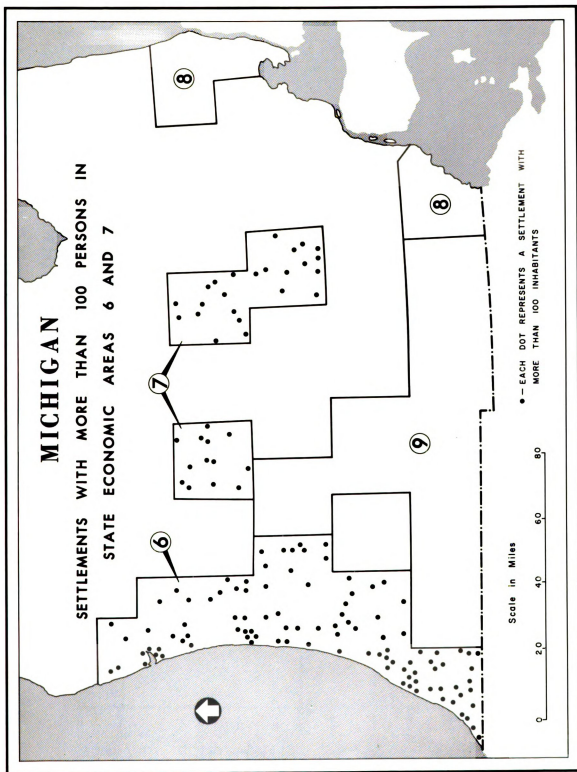 MICHIGAN
SETTLEMENTS WITH MORE THAN 100 PERSONS IN
STATE ECONOMIC AREAS 6 AND 7
6
7
8
9
8
● — EACH DOT REPRESENTS A SETTLEMENT WITH
MORE THAN 100 INHABITANTS
Scale in Miles
0 20 40 60 80